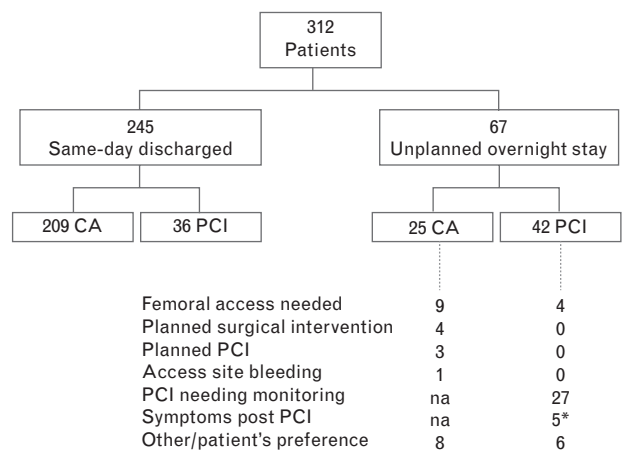 312
Patients
245
Same-day discharged
67
Unplanned overnight stay
209 CA
36 PCI
25 CA
42 PCI
Femoral access needed 9 4
Planned surgical intervention 4 0
Planned PCI 3 0
Access site bleeding 1 0
PCI needing monitoring na 27
Symptoms post PCI na 5*
Other/patient's preference 8 6